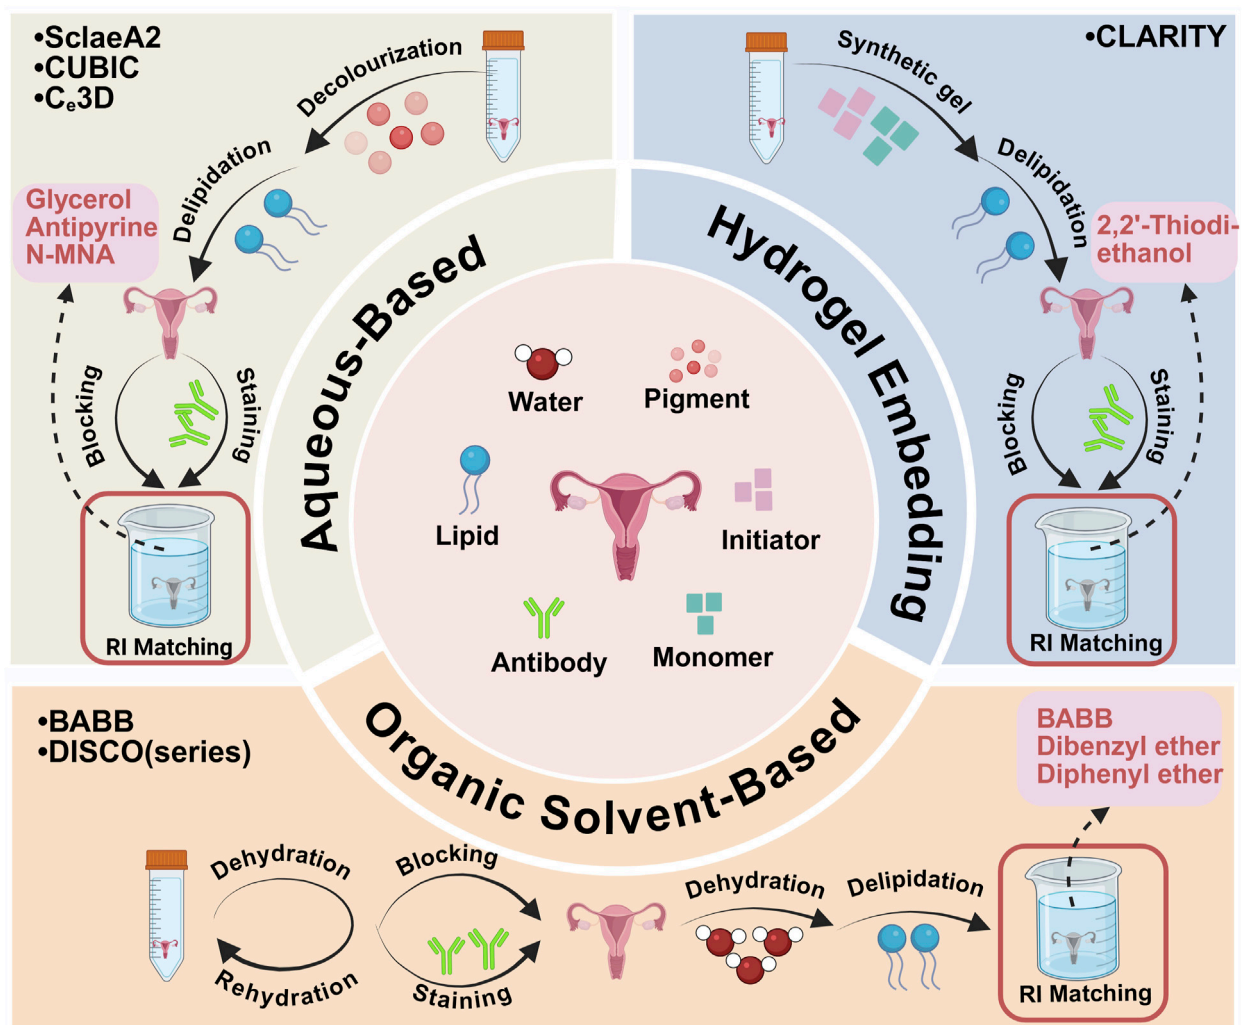 •SclaeA2
•CUBIC
•Ce3D
Decolourization
Delipidation
Glycerol
Antipyrine
N-MNA
Blocking
Staining
RI Matching
Aqueous-Based
•CLARITY
Synthetic gel
Delipidation
2,2'-Thiodi-
ethanol
Blocking
Staining
RI Matching
Hydrogel Embedding
Water
Pigment
Lipid
Initiator
Antibody
Monomer
Organic Solvent-Based
•BABB
•DISCO(series)
BABB
Dibenzyl ether
Diphenyl ether
Dehydration
Rehydration
Blocking
Staining
Dehydration
Delipidation
RI Matching